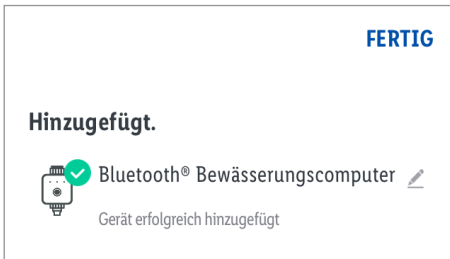 FERTIG
Hinzugefügt.
Bluetooth® Bewässerungscomputer
Gerät erfolgreich hinzugefügt